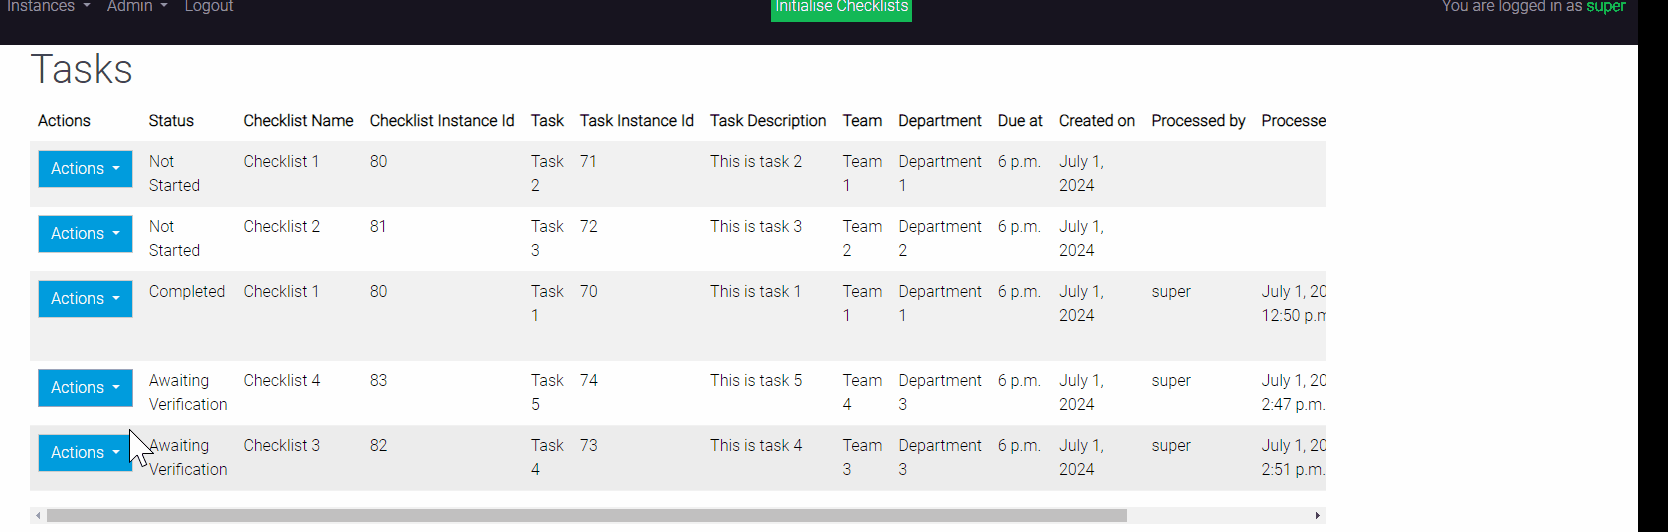 Instances Admin Logout Initialise Checklists You are logged in as super
Tasks
Actions Status Checklist Name Checklist Instance Id Task Task Instance Id Task Description Team Department Due at Created on Processed by Processe
Actions Not Checklist 1 80 Task 71 This is task 2 Team Department 6 p.m. July 1,
Started 2 1 1 2024
Actions Not Checklist 2 81 Task 72 This is task 3 Team Department 6 p.m. July 1,
Started 3 2 2 2024
Actions Completed Checklist 1 80 Task 70 This is task 1 Team Department 6 p.m. July 1, super July 1, 20
1 1 1 2024 12:50 p.m
Actions Awaiting Checklist 4 83 Task 74 This is task 5 Team Department 6 p.m. July 1, super July 1, 20
Verification 5 4 3 2024 2:47 p.m.
Actions Awaiting Checklist 3 82 Task 73 This is task 4 Team Department 6 p.m. July 1, super July 1, 20
Verification 4 3 3 2024 2:51 p.m.